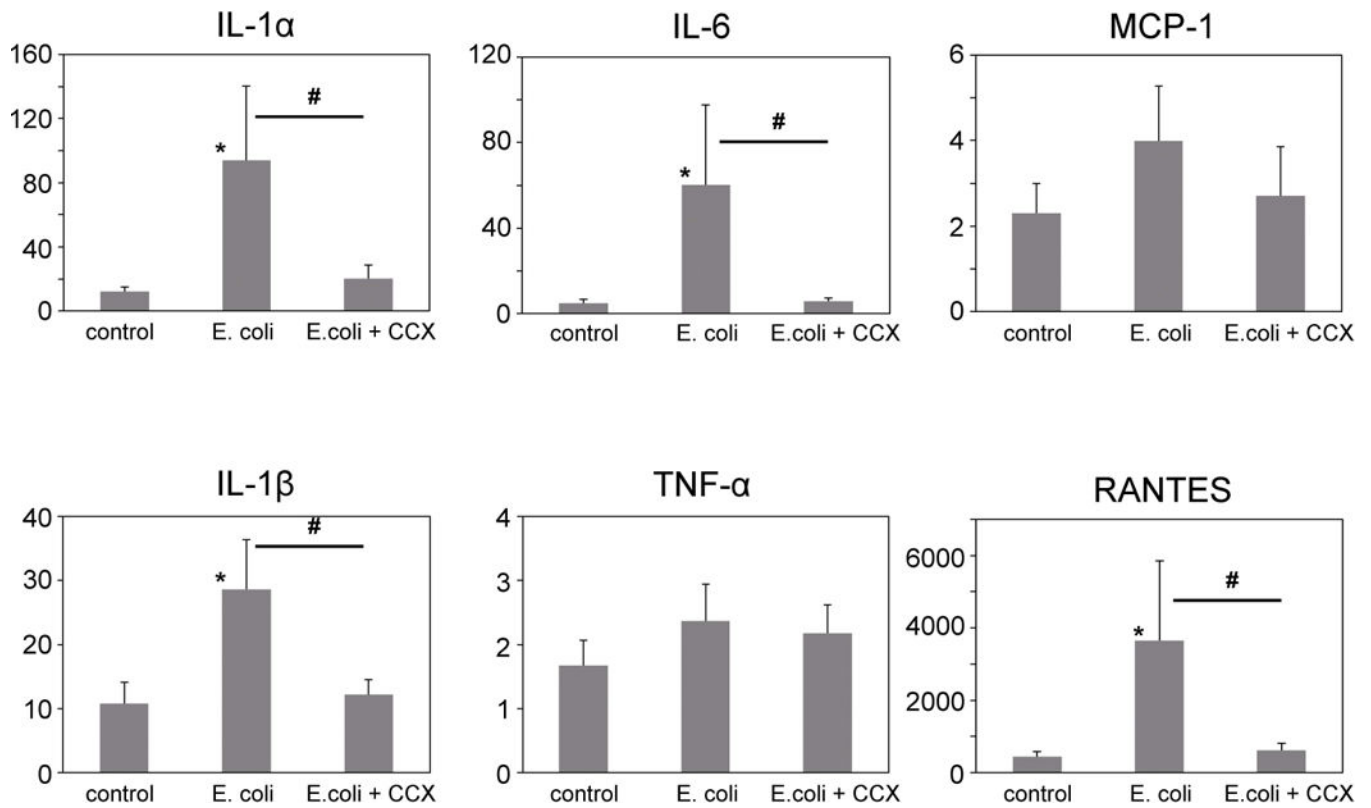 IL-1α
160
120
80
40
0
*
#
control E. coli E.coli + CCX
IL-6
120
80
40
0
*
#
control E. coli E.coli + CCX
MCP-1
6
4
2
0
control E. coli E.coli + CCX
IL-1β
40
30
20
10
0
*
#
control E. coli E.coli + CCX
TNF-α
4
3
2
1
0
control E. coli E.coli + CCX
RANTES
6000
4000
2000
0
*
#
control E. coli E.coli + CCX